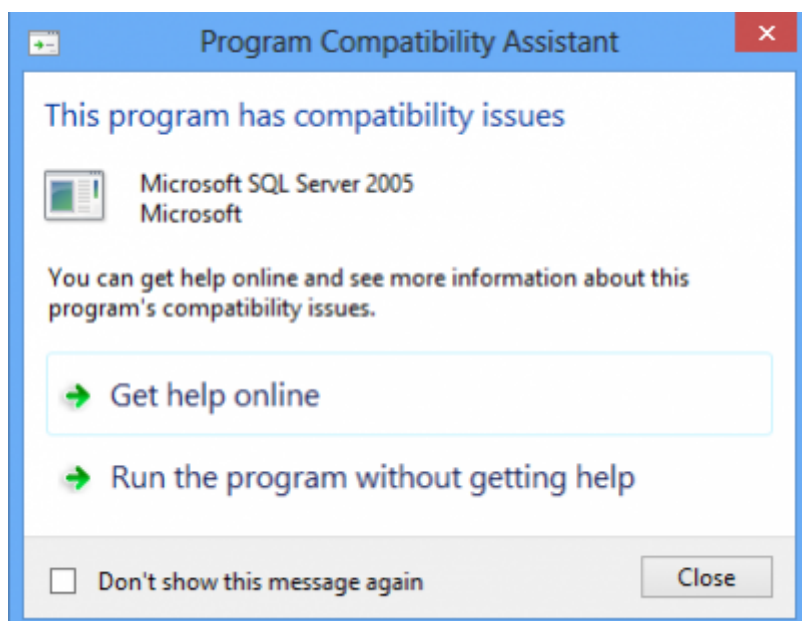 Program Compatibility Assistant
This program has compatibility issues
Microsoft SQL Server 2005
Microsoft
You can get help online and see more information about this
program's compatibility issues.
Get help online
Run the program without getting help
Don't show this message again
Close